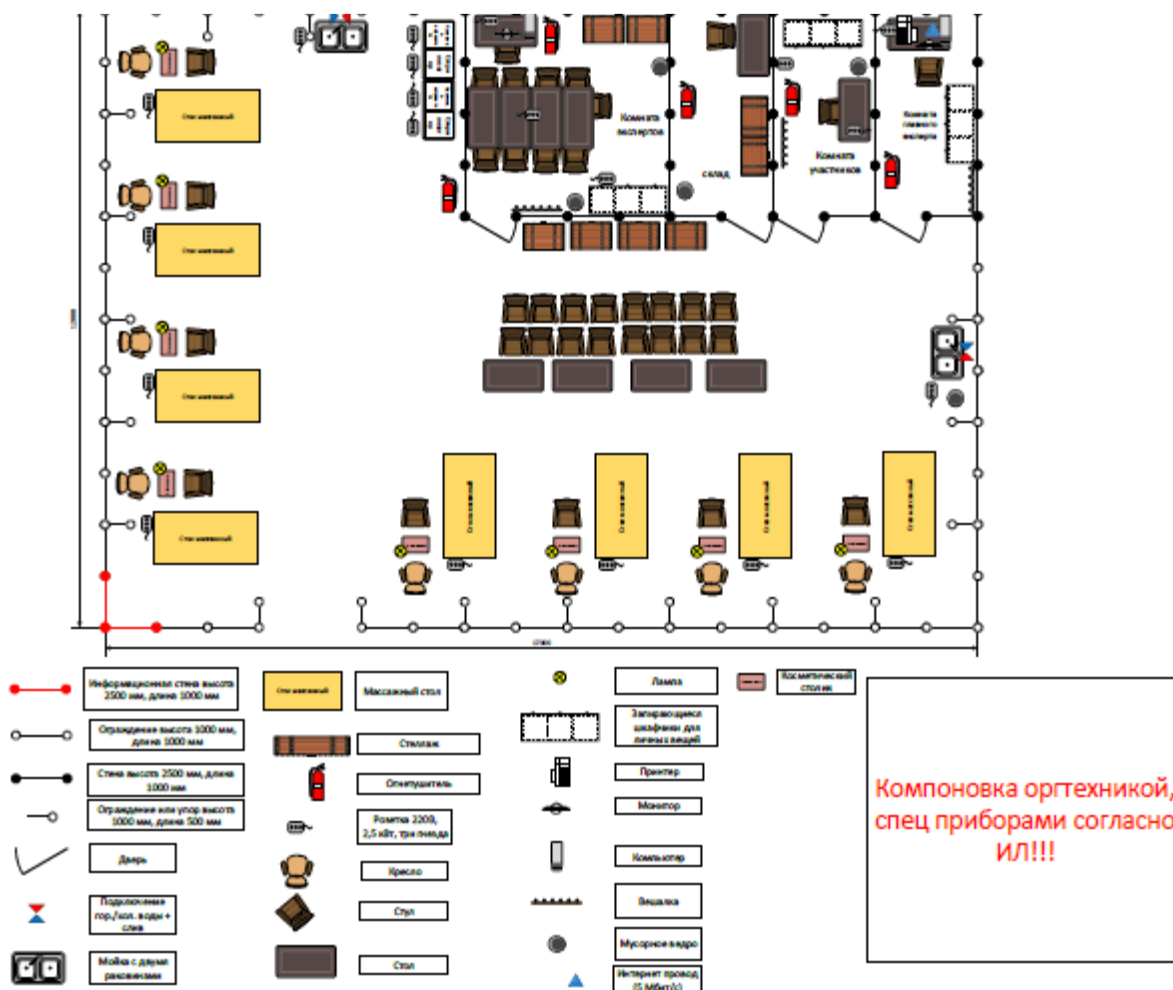 Комната
экспертов
склад
Комната
участников
Комната
главного
эксперта
Информационная стена высота
2500 мм, длина 1000 мм
Ограждение высота 1000 мм,
длина 1000 мм
Стена высота 2500 мм, длина
1000 мм
Ограждение или упор высота
1000 мм, длина 500 мм
Дверь
Подключение
гор./хол. воды +
слив
Мойка с двумя
раковинами
Массажный стол
Стеллаж
Огнетушитель
Розетка 220В,
2,5 кВт, три гнезда
Кресло
Стул
Стол
Лампа
Запирающиеся
шкафчики для
личных вещей
Принтер
Монитор
Компьютер
Вешалка
Мусорное ведро
Интернет провод
(5 Мбит/с)
Косметический
столик
Компоновка оргтехникой,
спец приборами согласно
ИЛ!!!